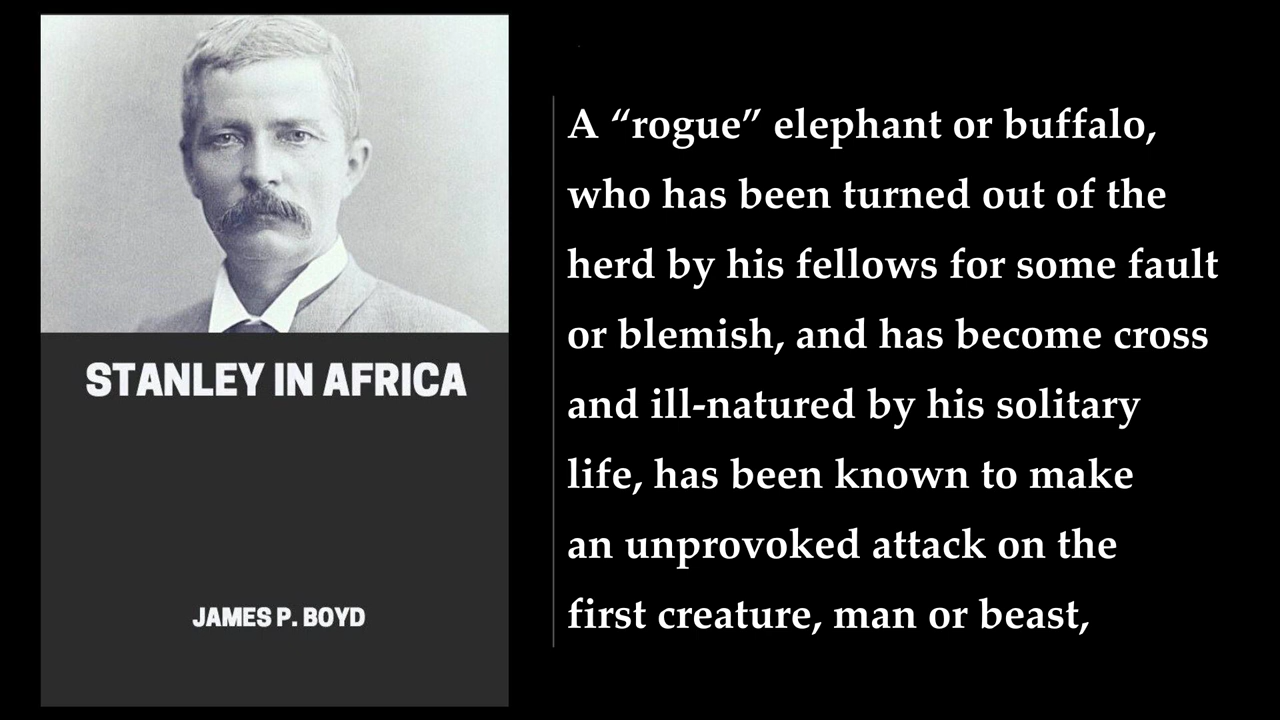 STANLEY IN AFRICA
JAMES P. BOYD
A “rogue” elephant or buffalo,
who has been turned out of the
herd by his fellows for some fault
or blemish, and has become cross
and ill-natured by his solitary
life, has been known to make
an unprovoked attack on the
first creature, man or beast,